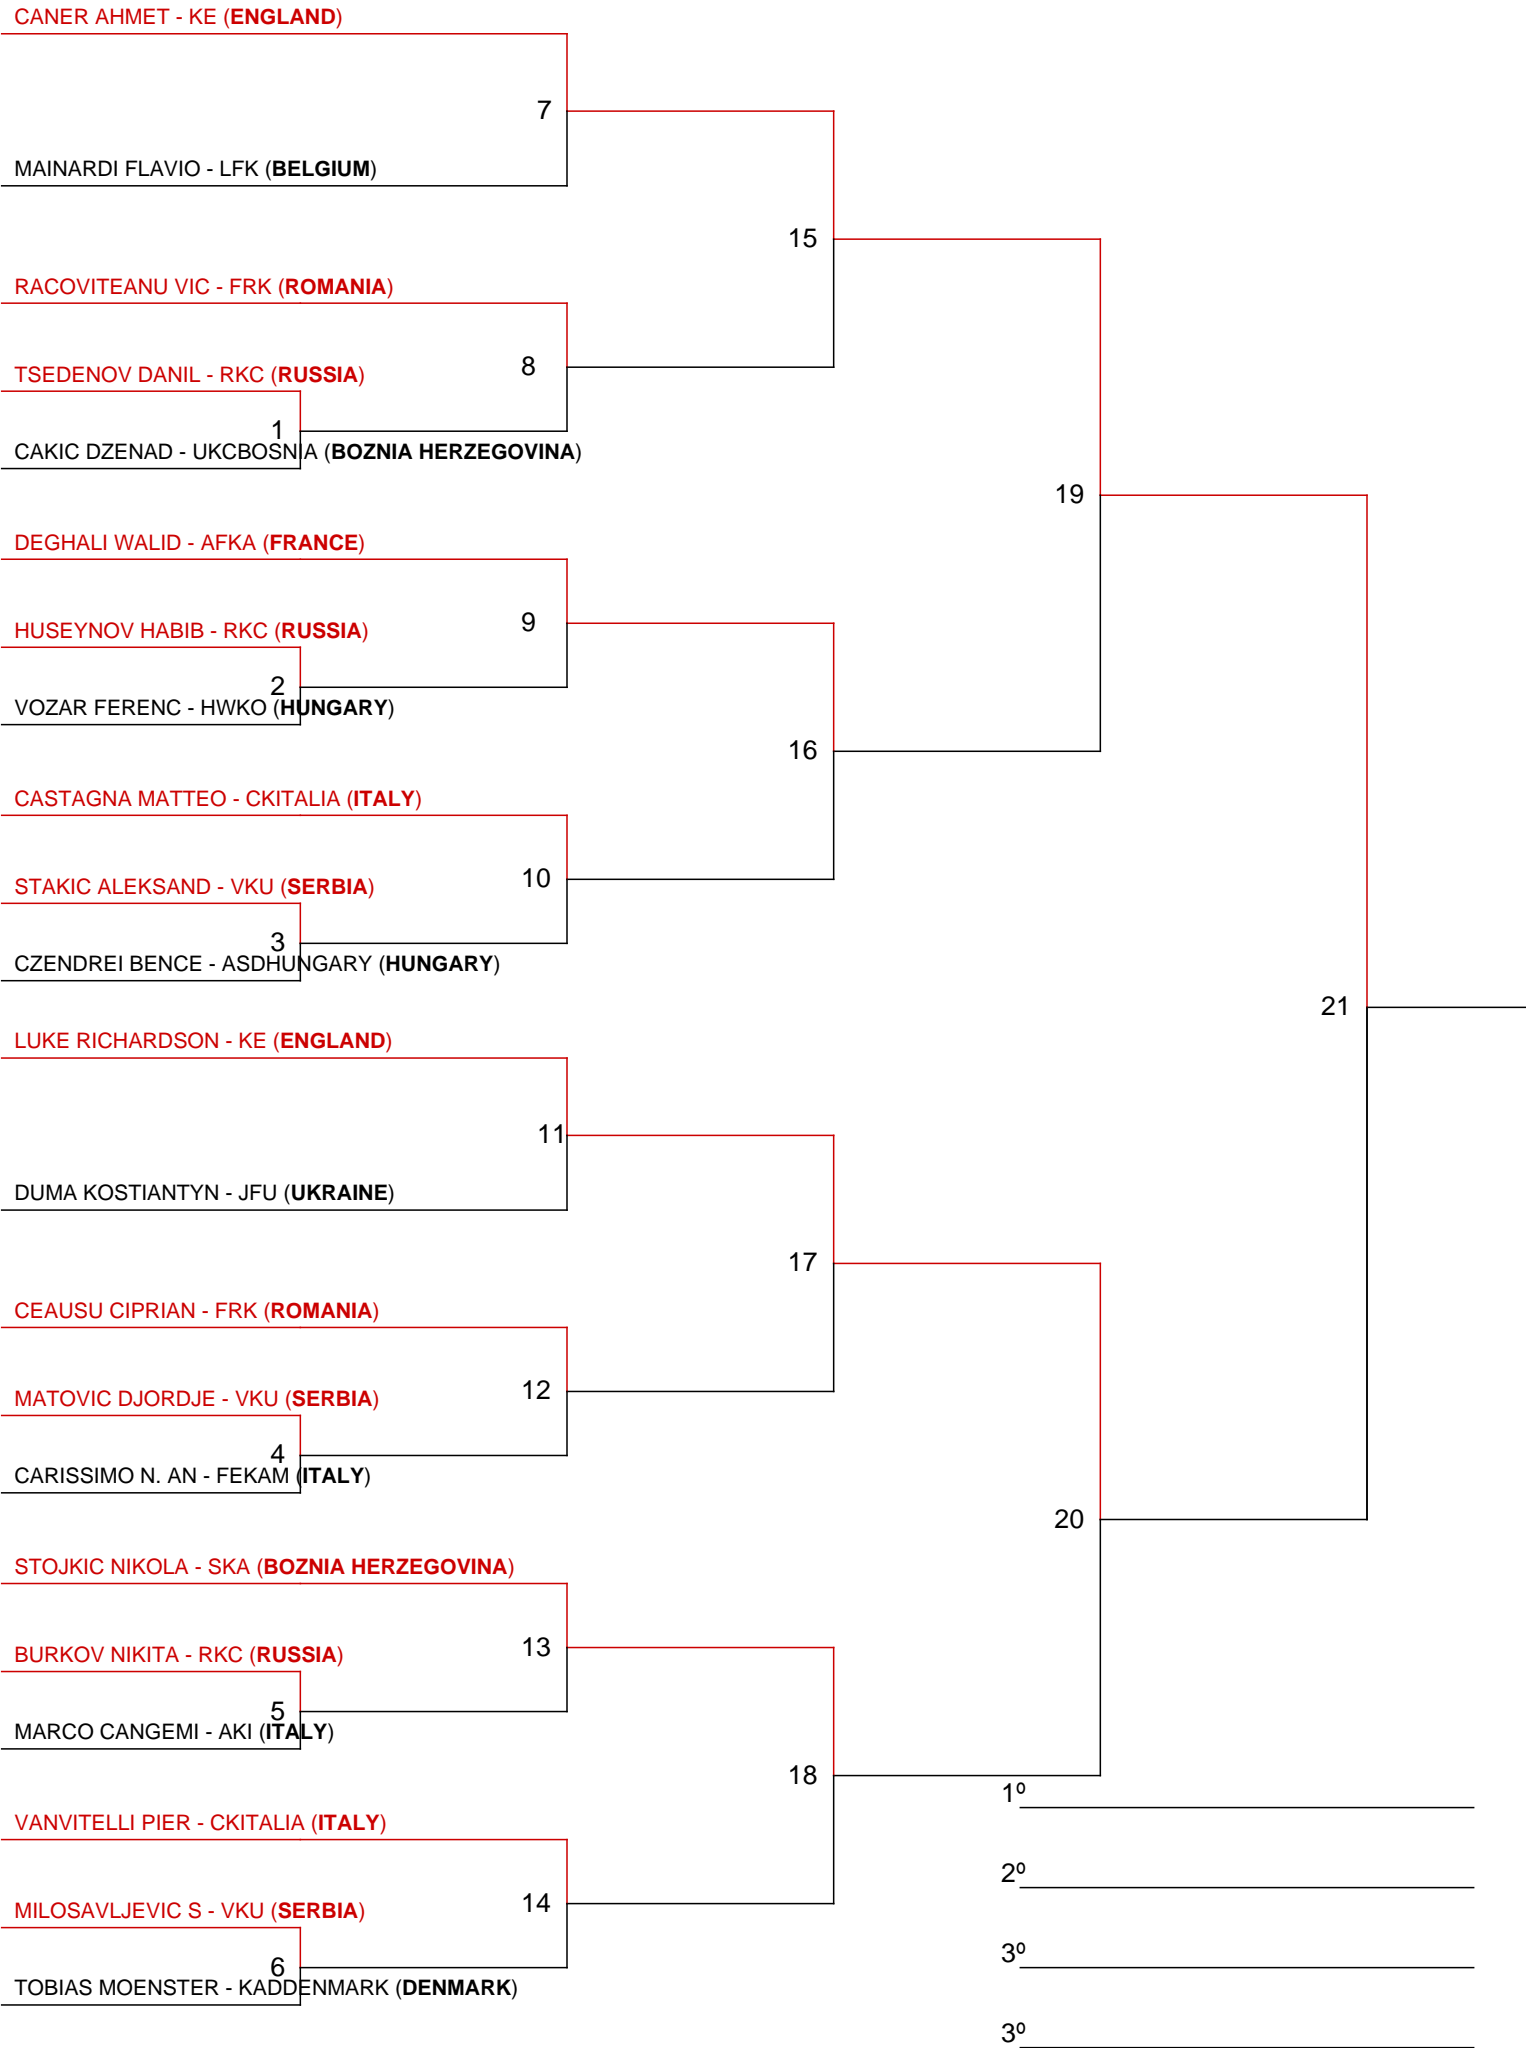 CANER AHMET - KE (ENGLAND)
7
MAINARDI FLAVIO - LFK (BELGIUM)
15
RACOVITEANU VIC - FRK (ROMANIA)
8
TSEDENOV DANIL - RKC (RUSSIA)
1
CAKIC DZENAD - UKCBOSNIA (BOZNIA HERZEGOVINA)
19
DEGHALI WALID - AFKA (FRANCE)
9
HUSEYNOV HABIB - RKC (RUSSIA)
2
VOZAR FERENC - HWKO (HUNGARY)
16
CASTAGNA MATTEO - CKITALIA (ITALY)
10
STAKIC ALEKSAND - VKU (SERBIA)
3
CZENDREI BENCE - ASDHUNGARY (HUNGARY)
21
LUKE RICHARDSON - KE (ENGLAND)
11
DUMA KOSTIANTYN - JFU (UKRAINE)
17
CEAUSU CIPRIAN - FRK (ROMANIA)
12
MATOVIC DJORDJE - VKU (SERBIA)
4
CARISSIMO N. AN - FEKAM (ITALY)
20
STOJKIC NIKOLA - SKA (BOZNIA HERZEGOVINA)
13
BURKOV NIKITA - RKC (RUSSIA)
5
MARCO CANGEMI - AKI (ITALY)
18
1º
VANVITELLI PIER - CKITALIA (ITALY)
2º
14
MILOSAVLJEVIC S - VKU (SERBIA)
3º
6
TOBIAS MOENSTER - KADDENMARK (DENMARK)
3º